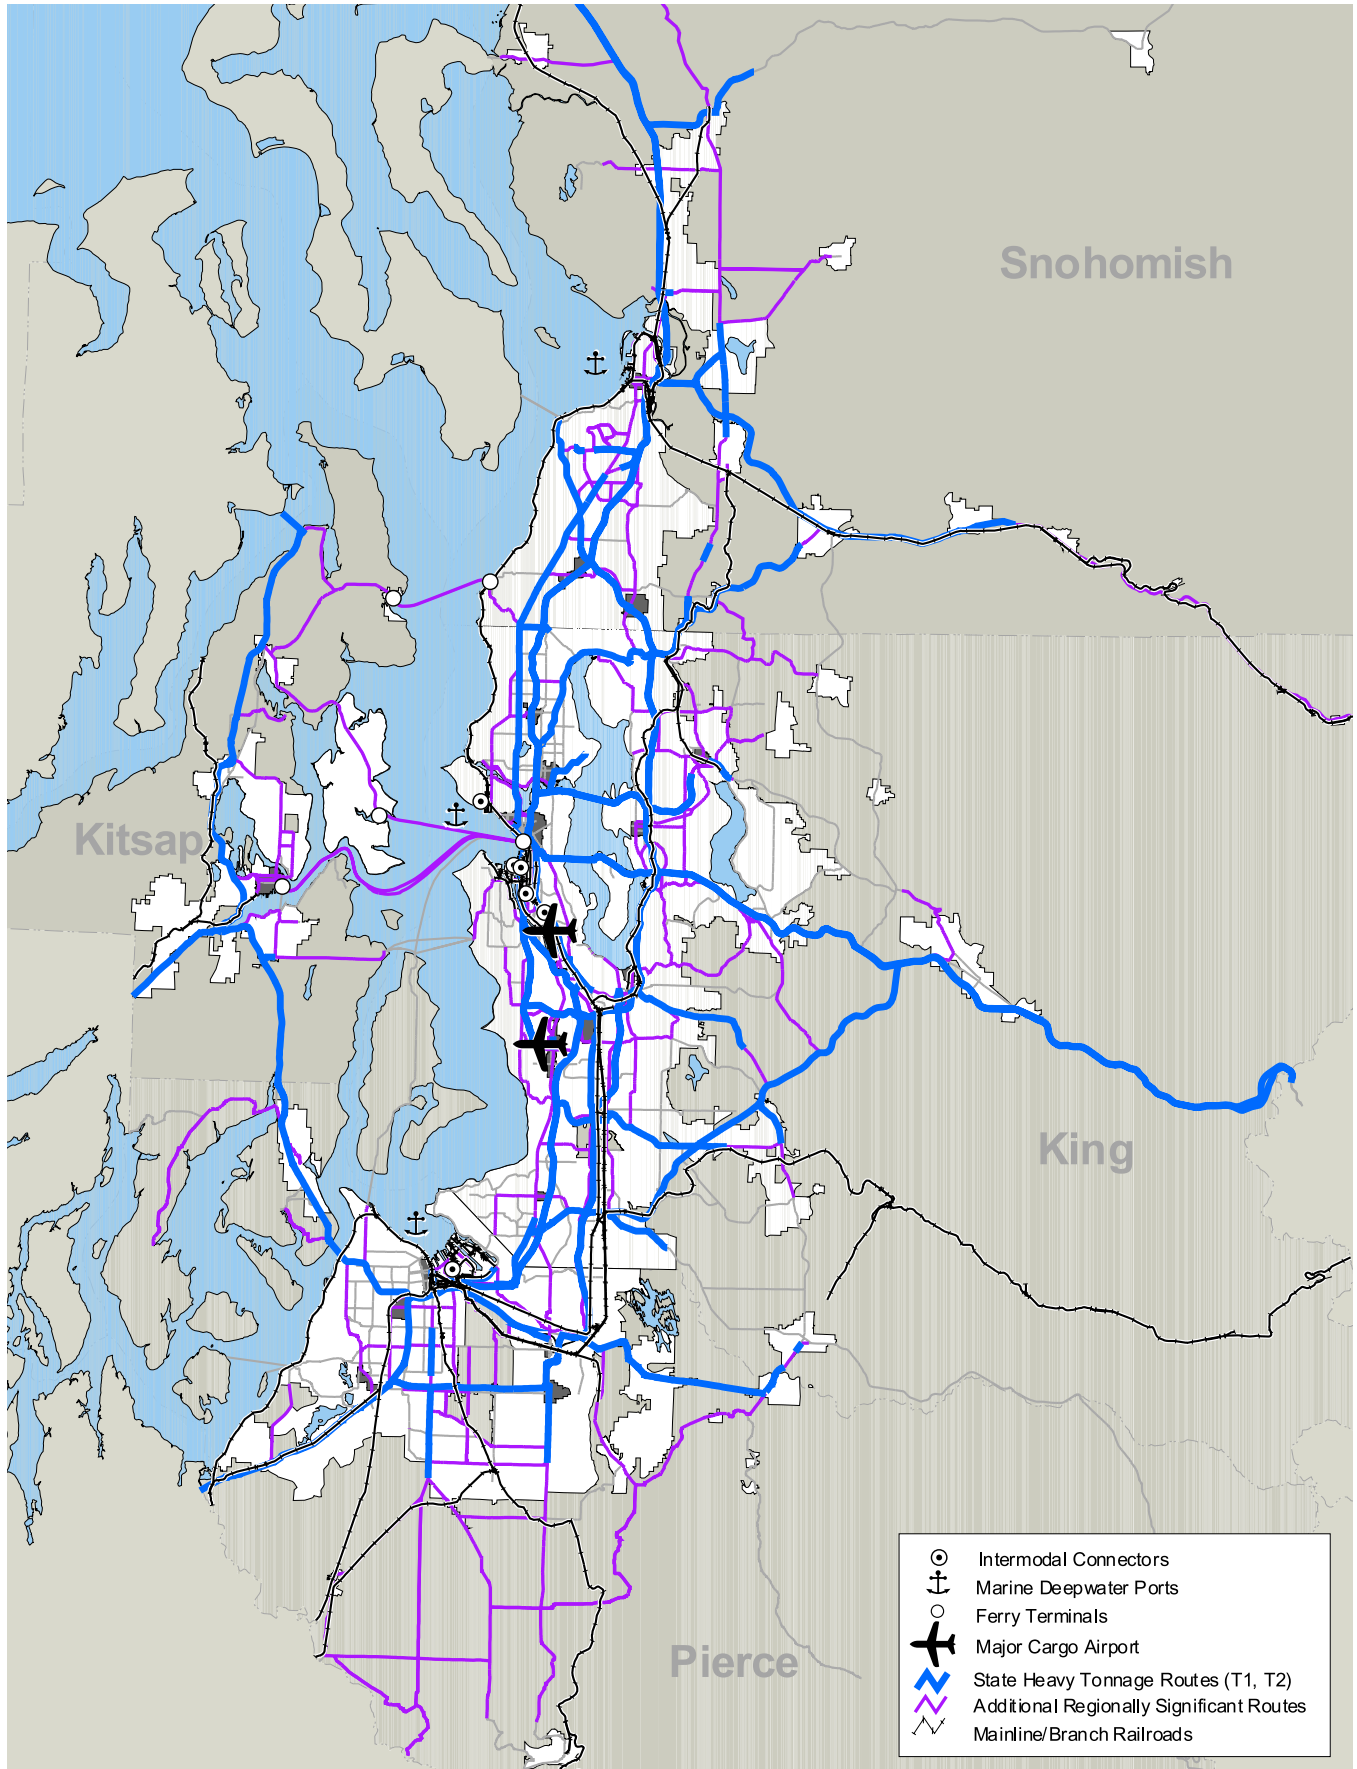 Snohomish
Kitsap
King
Pierce
Intermodal Connectors
Marine Deepwater Ports
Ferry Terminals
Major Cargo Airport
State Heavy Tonnage Routes (T1, T2)
Additional Regionally Significant Routes
Mainline/Branch Railroads